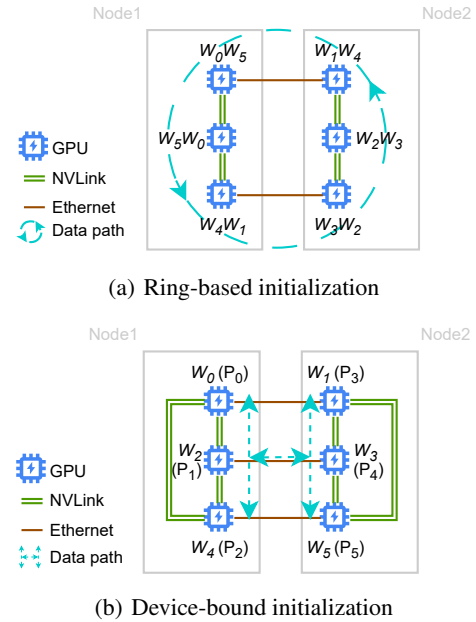 Node1 Node2
W₀W₅ W₁W₄
W₅W₀ W₂W₃
W₄W₁ W₃W₂
GPU
NVLink
Ethernet
Data path
(a) Ring-based initialization
Node1 Node2
W₀ (P₀) W₁ (P₃)
W₂ (P₁) W₃ (P₄)
W₄ (P₂) W₅ (P₅)
GPU
NVLink
Ethernet
Data path
(b) Device-bound initialization